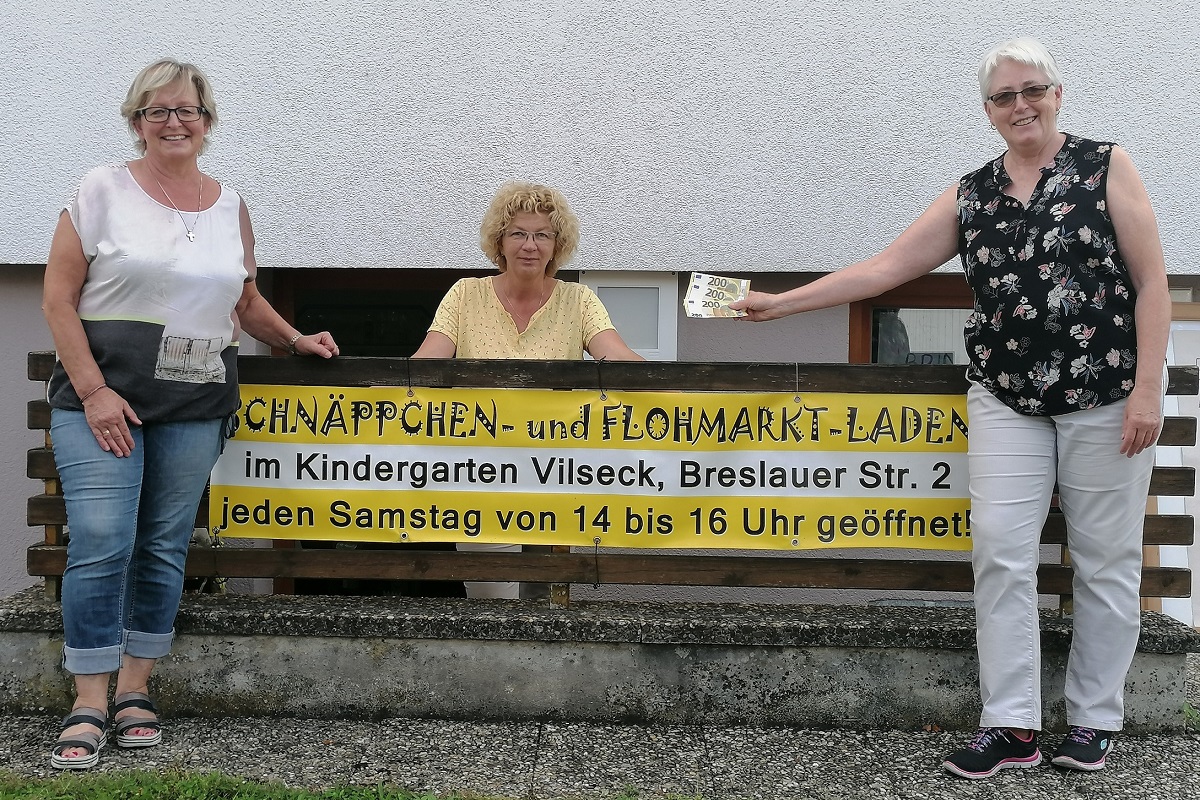 200
200
200
200
SCHNÄPPCHEN- und FLOHMARKT-LADEN
im Kindergarten Vilseck, Breslauer Str. 2
jeden Samstag von 14 bis 16 Uhr geöffnet!